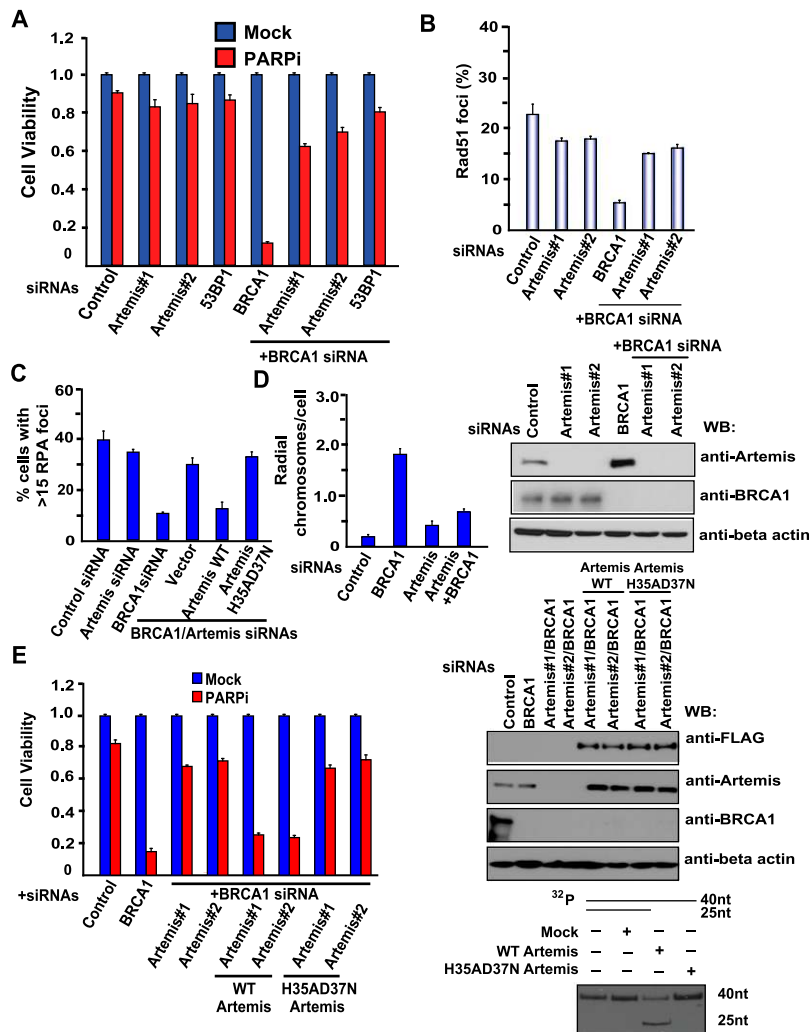 A
Mock
PARPi
Cell Viability
1.2
1.0
0.8
0.6
0.4
0.2
0
siRNAs
Control
Artemis#1
Artemis#2
53BP1
BRCA1
Artemis#1
Artemis#2
53BP1
+BRCA1 siRNA
B
Rad51 foci (%)
40
30
20
10
0
siRNAs
Control
Artemis#1
Artemis#2
BRCA1
Artemis#1
Artemis#2
+BRCA1 siRNA
C
% cells with
>15 RPA foci
60
40
20
0
Control siRNA
Artemis siRNA
BRCA1siRNA
Vector
Artemis WT
Artemis
H35AD37N
BRCA1/Artemis siRNAs
D
Radial
chromosomes/cell
3.0
2.0
1.0
0
siRNAs
Control
BRCA1
Artemis
Artemis
+BRCA1
+BRCA1 siRNA
siRNAs
Control
Artemis#1
Artemis#2
BRCA1
Artemis#1
Artemis#2
WB:
anti-Artemis
anti-BRCA1
anti-beta actin
E
Mock
PARPi
Cell Viability
1.2
1.0
0.8
0.6
0.4
0.2
0
+siRNAs
Control
BRCA1
+BRCA1 siRNA
Artemis#1
Artemis#2
Artemis#1
Artemis#2
Artemis#1
Artemis#2
WT
Artemis
H35AD37N
Artemis
Artemis
WT
Artemis
H35AD37N
siRNAs
Control
BRCA1
Artemis#1/BRCA1
Artemis#2/BRCA1
Artemis#1/BRCA1
Artemis#2/BRCA1
Artemis#1/BRCA1
Artemis#2/BRCA1
WB:
anti-FLAG
anti-Artemis
anti-BRCA1
anti-beta actin
32P
40nt
25nt
Mock – + – –
WT Artemis – – + –
H35AD37N Artemis – – – +
40nt
25nt